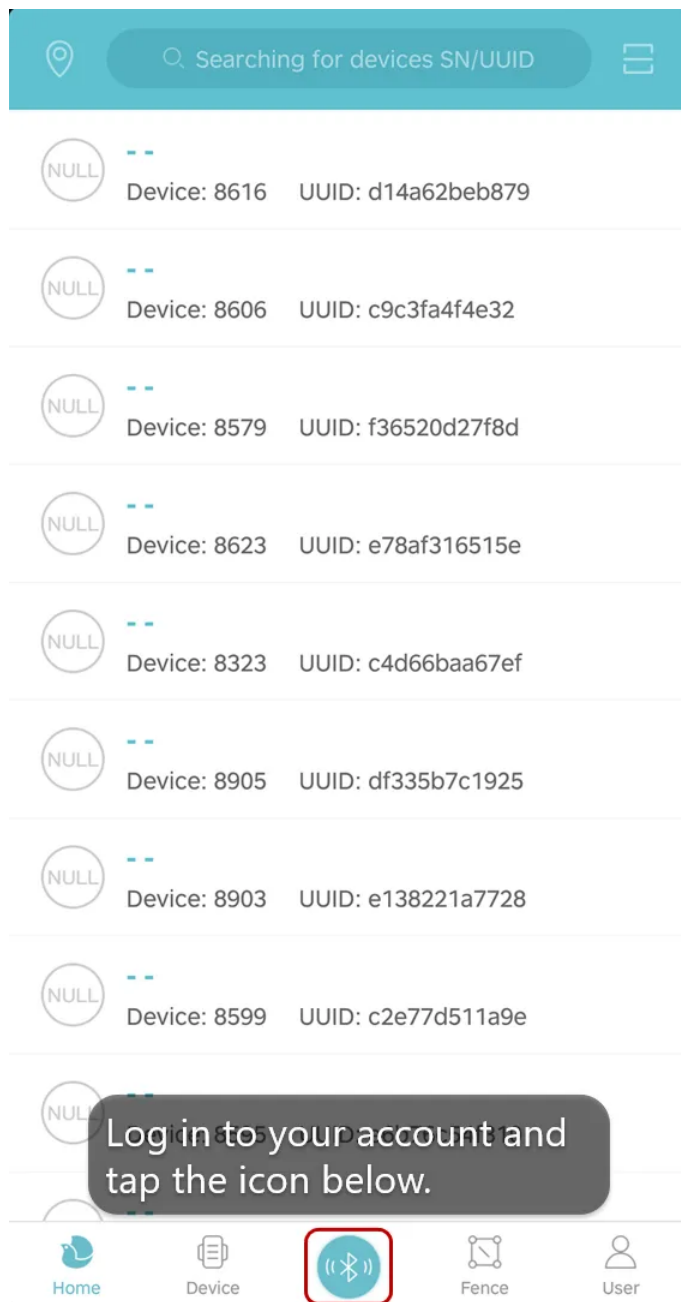 Searching for devices SN/UUID
NULL
- -
Device: 8616 UUID: d14a62beb879
NULL
- -
Device: 8606 UUID: c9c3fa4f4e32
NULL
- -
Device: 8579 UUID: f36520d27f8d
NULL
- -
Device: 8623 UUID: e78af316515e
NULL
- -
Device: 8323 UUID: c4d66baa67ef
NULL
- -
Device: 8905 UUID: df335b7c1925
NULL
- -
Device: 8903 UUID: e138221a7728
NULL
- -
Device: 8599 UUID: c2e77d511a9e
NULL
- -
Log in to your account and
tap the icon below.
- -
Home Device Fence User